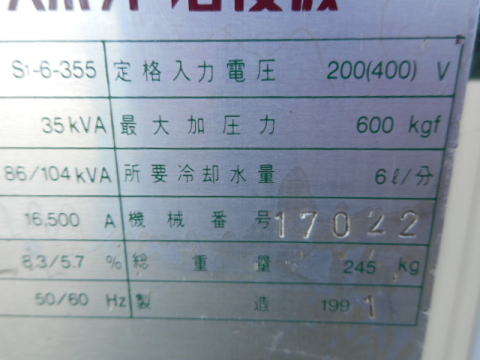 S1-6-355 定格入力電圧 200(400) V
35kVA 最大加圧力 600 kgf
86/104kVA 所要冷却水量 6ℓ/分
16,500 A 機械番号 17022
6.3/5.7 % 総重量 245 kg
50/60 Hz 製造 1991